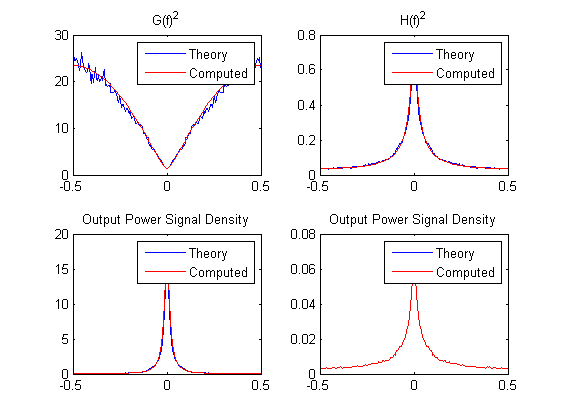 G(f)²
30
20
10
0
-0.5 0 0.5
Theory
Computed
H(f)²
0.8
0.6
0.4
0.2
0
-0.5 0 0.5
Theory
Computed
Output Power Signal Density
20
15
10
5
0
-0.5 0 0.5
Theory
Computed
Output Power Signal Density
0.08
0.06
0.04
0.02
0
-0.5 0 0.5
Theory
Computed